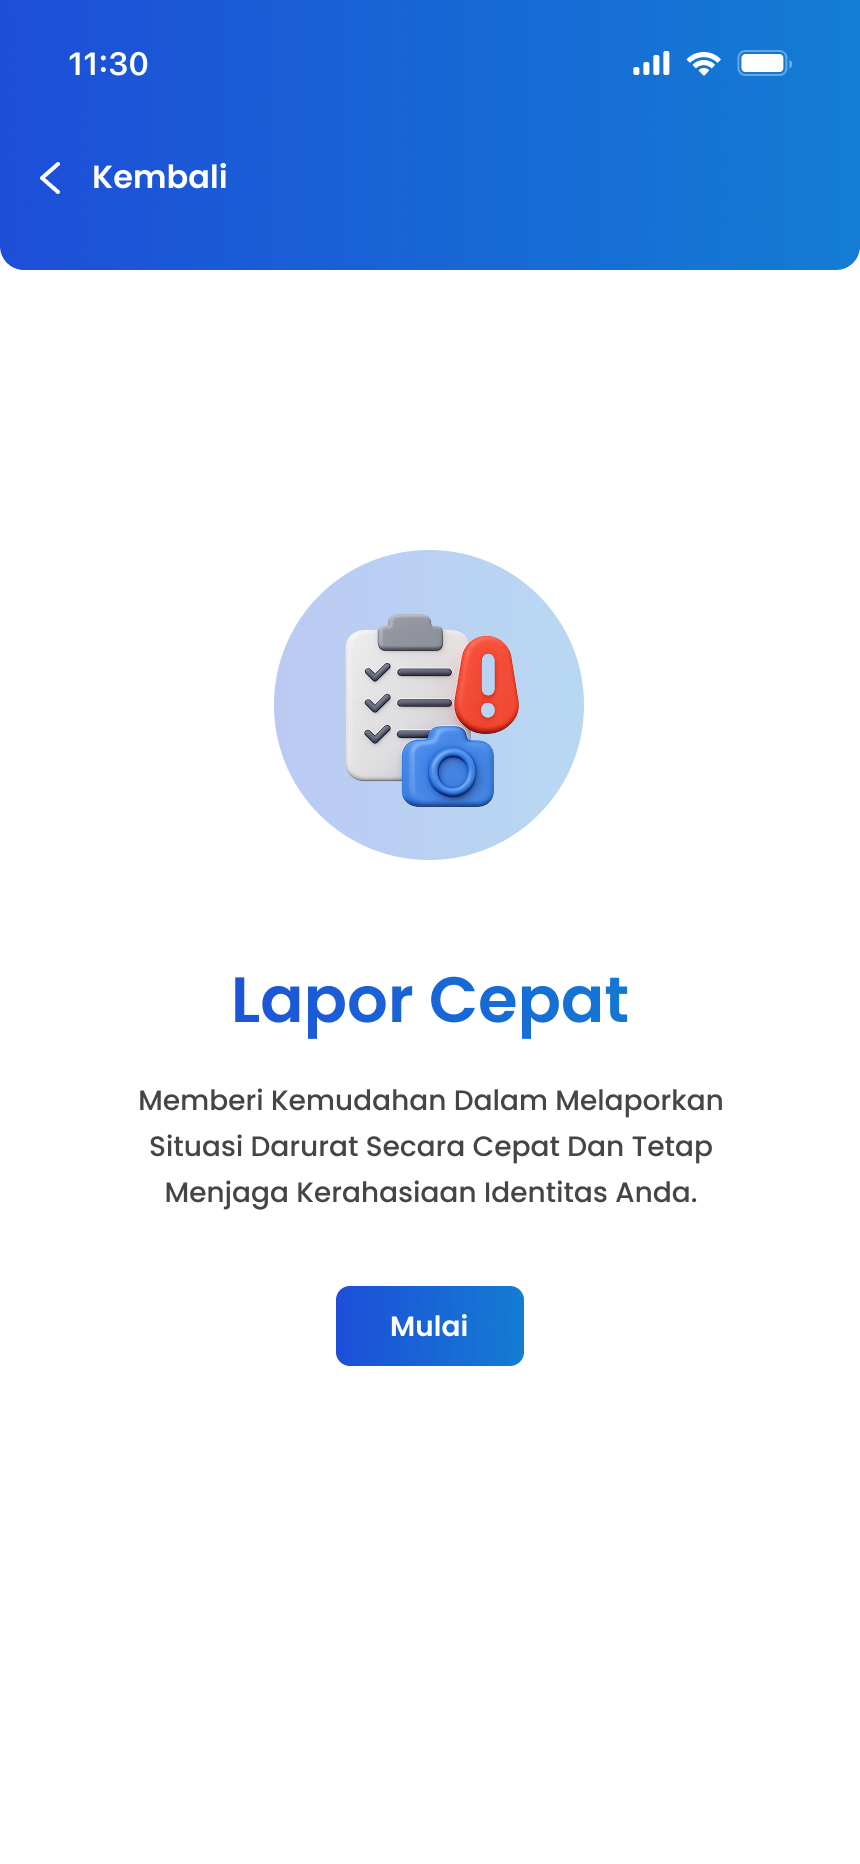 11:30
Kembali
Lapor Cepat
Memberi Kemudahan Dalam Melaporkan
Situasi Darurat Secara Cepat Dan Tetap
Menjaga Kerahasiaan Identitas Anda.
Mulai